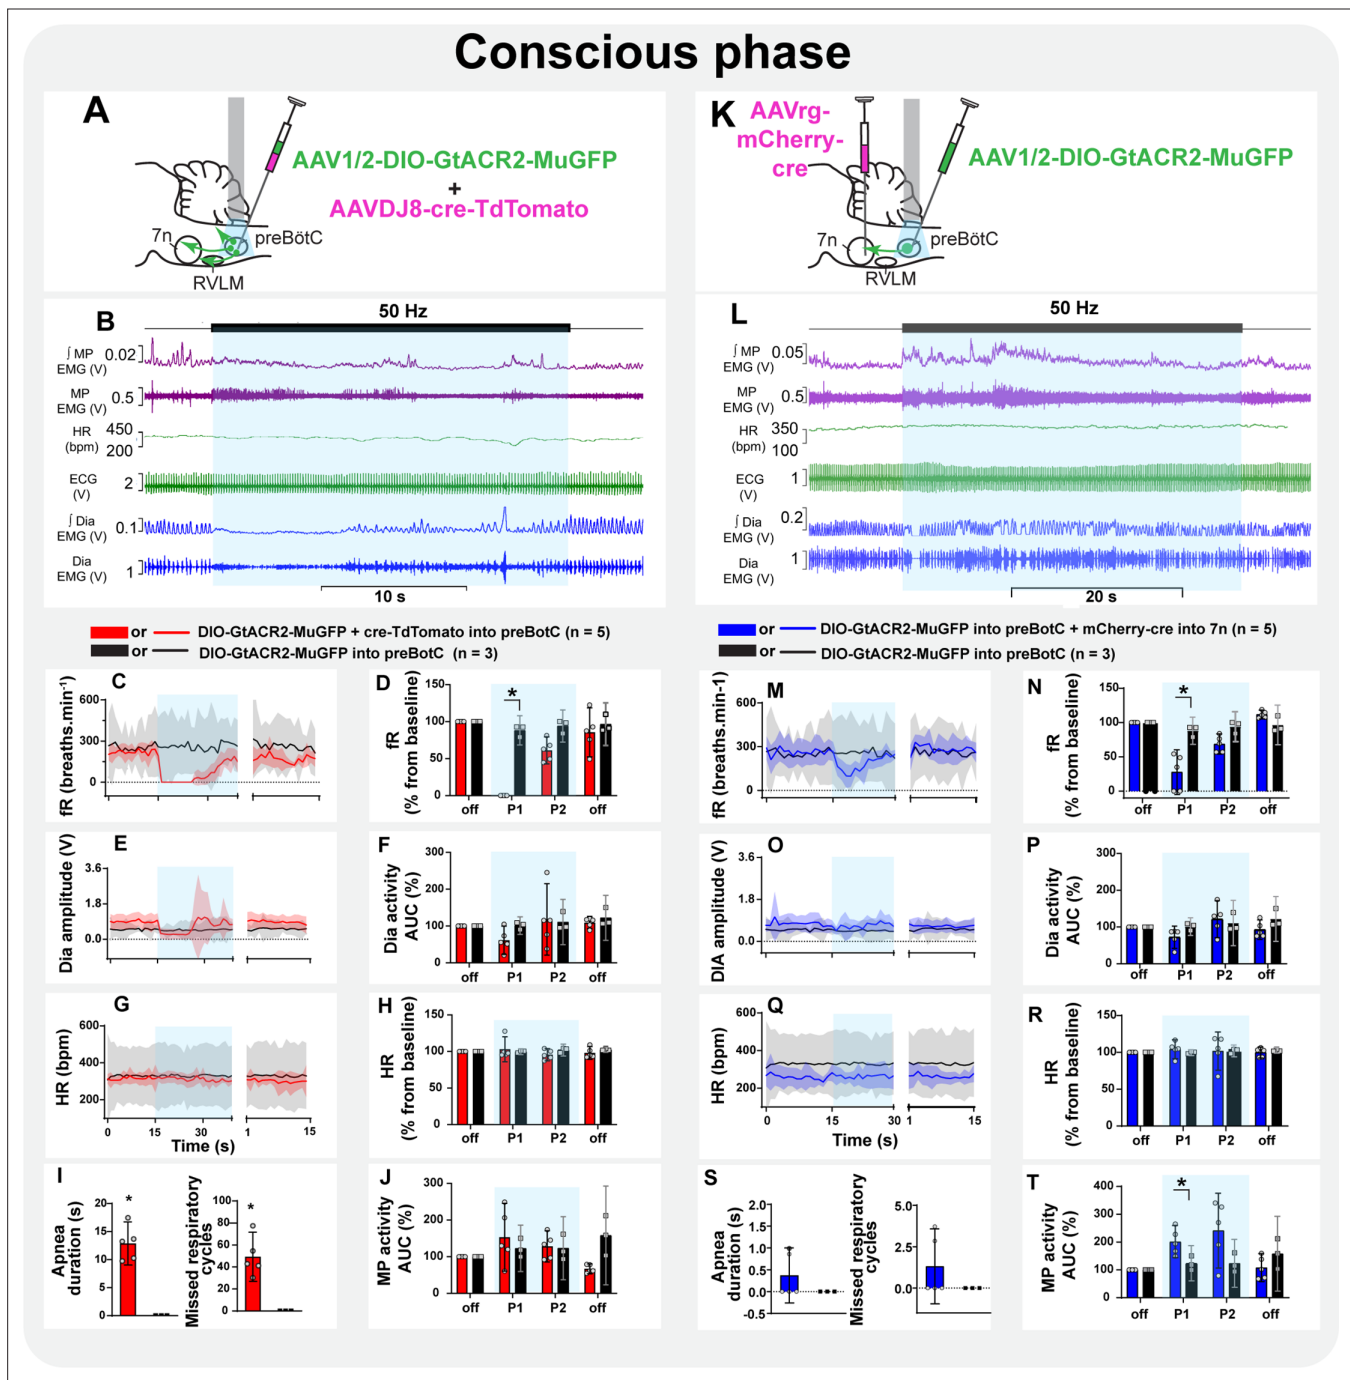 Conscious phase
A
AAV1/2-DIO-GtACR2-MuGFP
+
AAVDJ8-cre-TdTomato
7n
preBötC
RVLM
B
50 Hz
∫ MP
EMG (V)
0.02
MP
EMG (V)
0.5
HR
(bpm)
450
200
ECG
(V)
2
∫ Dia
EMG (V)
0.1
Dia
EMG (V)
1
10 s
or
DIO-GtACR2-MuGFP + cre-TdTomato into preBotC (n = 5)
or
DIO-GtACR2-MuGFP into preBotC (n = 3)
C
fR (breaths.min⁻¹)
600
300
0
D
fR
(% from baseline)
150
100
50
0
*
off P1 P2 off
E
Dia amplitude (V)
3.6
1.8
0.0
F
Dia activity
AUC (%)
300
200
100
0
off P1 P2 off
G
HR (bpm)
600
400
200
0 15 30 1 15
Time (s)
H
HR
(% from baseline)
150
100
50
0
off P1 P2 off
I
Apnea
duration (s)
20
15
10
5
0
*
Missed respiratory
cycles
100
80
60
40
20
0
*
J
MP activity
AUC (%)
300
200
150
100
0
off P1 P2 off
K
AAVrg-
mCherry-
cre
AAV1/2-DIO-GtACR2-MuGFP
7n
preBötC
RVLM
L
50 Hz
∫ MP
EMG (V)
0.05
MP
EMG (V)
0.5
HR
(bpm)
350
100
ECG
(V)
1
∫ Dia
EMG (V)
0.2
Dia
EMG (V)
1
20 s
or
DIO-GtACR2-MuGFP into preBotC + mCherry-cre into 7n (n = 5)
or
DIO-GtACR2-MuGFP into preBotC (n = 3)
M
fR (breaths.min-1)
600
300
0
N
fR
(% from baseline)
150
100
50
0
*
off P1 P2 off
O
DIA amplitude (V)
3.6
1.8
0.0
P
Dia activity
AUC (%)
300
200
100
0
off P1 P2 off
Q
HR (bpm)
600
400
200
0 15 30 1 15
Time (s)
R
HR
(% from baseline)
150
100
50
0
off P1 P2 off
S
Apnea
duration (s)
2.0
1.5
1.0
0.5
0.0
-0.5
Missed respiratory
cycles
5.0
2.5
0.0
T
MP activity
AUC (%)
400
300
200
100
0
*
off P1 P2 off